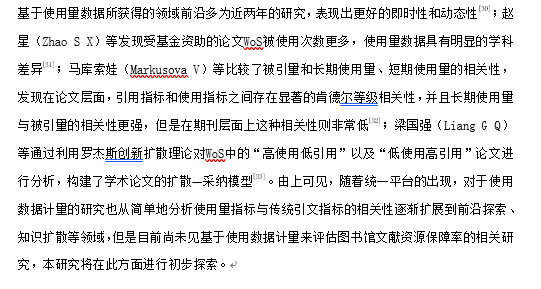 基于使用量数据所获得的领域前沿多为近两年的研究，表现出更好的即时性和动态性[30]；赵
星（Zhao S X）等发现受基金资助的论文WoS被使用次数更多，使用量数据具有明显的学科
差异[31]；马库索娃（Markusova V）等比较了被引量和长期使用量、短期使用量的相关性，
发现在论文层面，引用指标和使用指标之间存在显著的肯德尔等级相关性，并且长期使用量
与被引量的相关性更强，但是在期刊层面上这种相关性则非常低[32]；梁国强（Liang G Q）
等通过利用罗杰斯创新扩散理论对WoS中的“高使用低引用”以及“低使用高引用”论文进
行分析，构建了学术论文的扩散—采纳模型[33]。由上可见，随着统一平台的出现，对于使用
数据计量的研究也从简单地分析使用量指标与传统引文指标的相关性逐渐扩展到前沿探索、
知识扩散等领域，但是目前尚未见基于使用数据计量来评估图书馆文献资源保障率的相关研
究，本研究将在此方面进行初步探索。